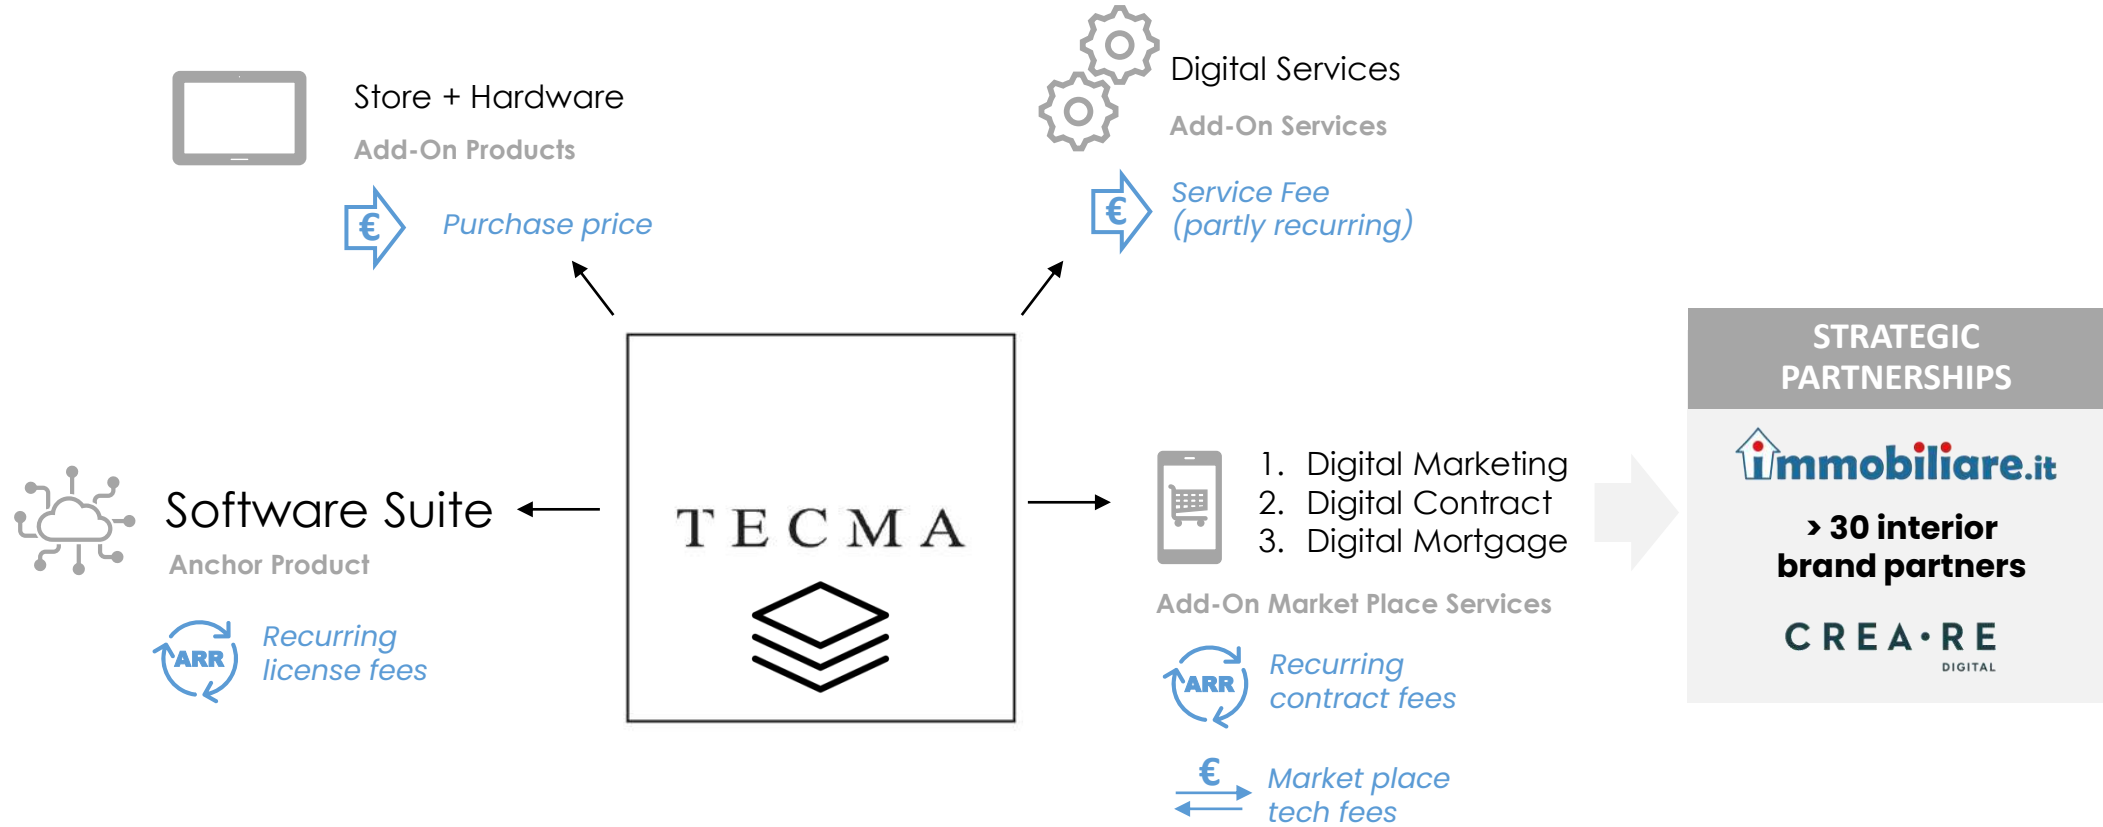 Store + Hardware
Add-On Products
€
Purchase price
Digital Services
Add-On Services
€
Service Fee
(partly recurring)
Software Suite
Anchor Product
ARR
Recurring
license fees
TECMA
1. Digital Marketing
2. Digital Contract
3. Digital Mortgage
Add-On Market Place Services
ARR
Recurring
contract fees
€
Market place
tech fees
STRATEGIC
PARTNERSHIPS
immobiliare.it
> 30 interior
brand partners
CREA·RE
DIGITAL